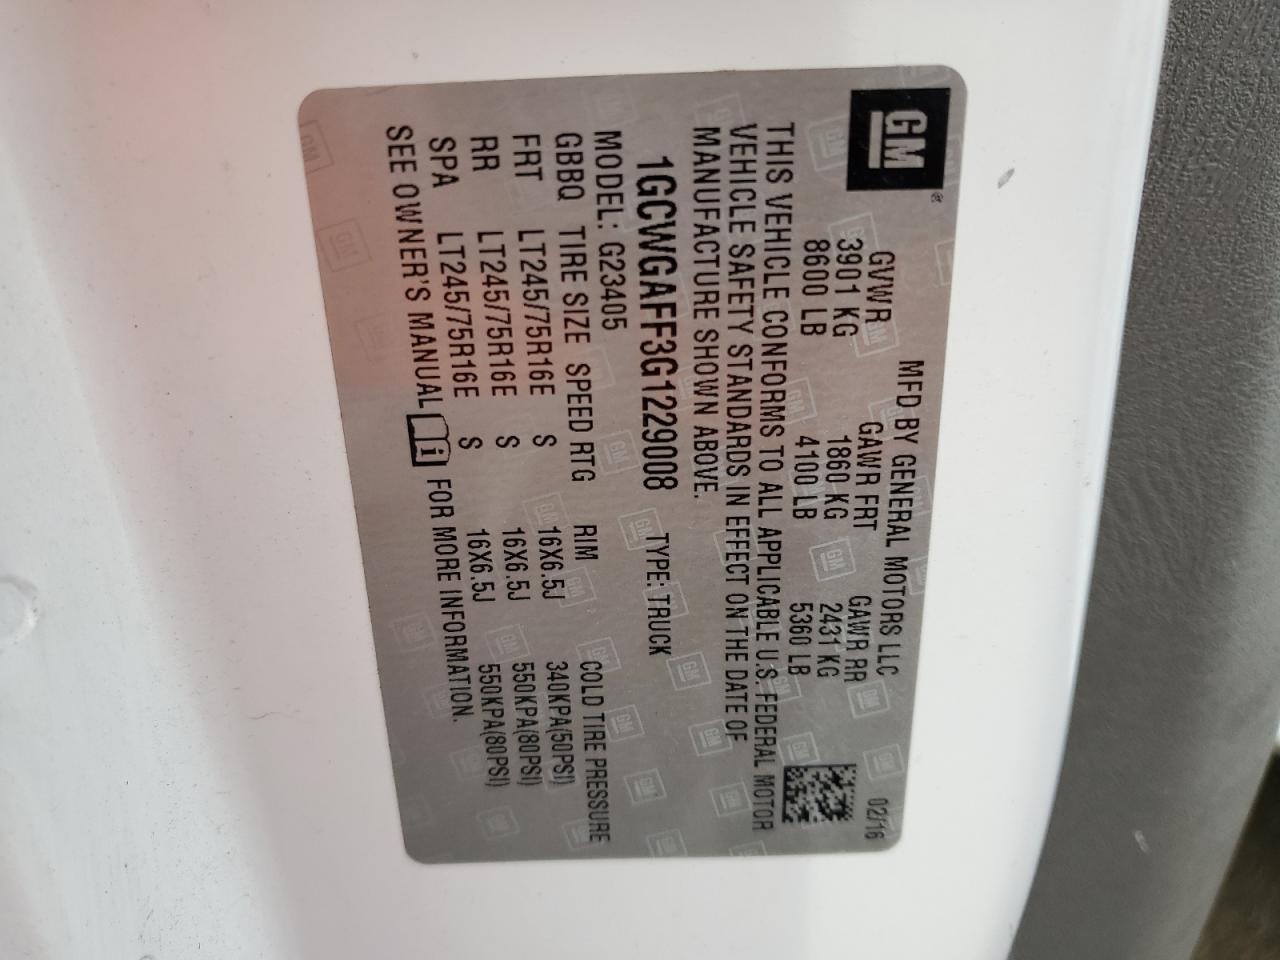 GM
MFD BY GENERAL MOTORS LLC 02/16
GVWR GAWR FRT GAWR RR
3901 KG 1860 KG 2431 KG
8600 LB 4100 LB 5360 LB
THIS VEHICLE CONFORMS TO ALL APPLICABLE U.S. FEDERAL MOTOR
VEHICLE SAFETY STANDARDS IN EFFECT ON THE DATE OF
MANUFACTURE SHOWN ABOVE.
1GCWGAFF3G1229008 TYPE: TRUCK
MODEL: G23405
GBBQ TIRE SIZE SPEED RTG RIM COLD TIRE PRESSURE
FRT LT245/75R16E S 16X6.5J 340KPA(50PSI)
RR LT245/75R16E S 16X6.5J 550KPA(80PSI)
SPA LT245/75R16E S 16X6.5J 550KPA(80PSI)
SEE OWNER'S MANUAL i FOR MORE INFORMATION.